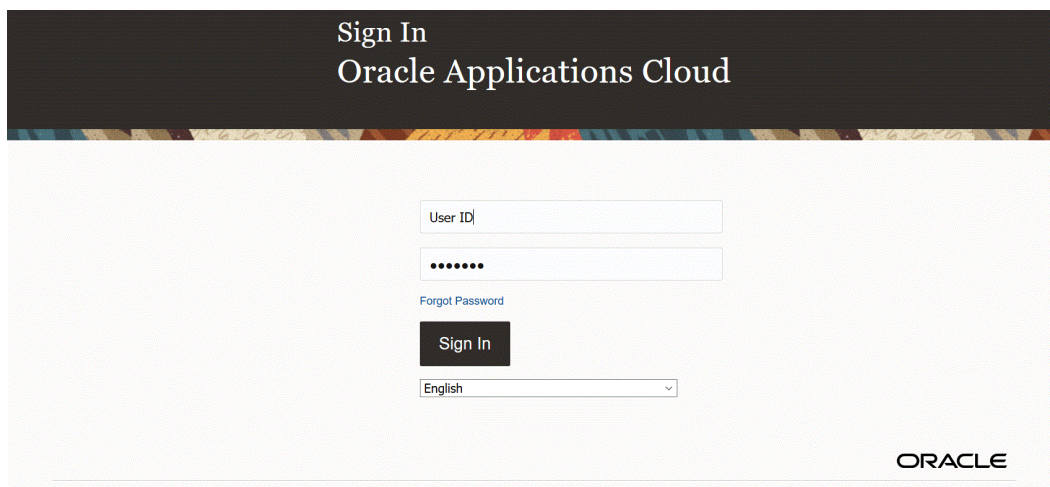 Sign In
Oracle Applications Cloud
User ID
•••••••
Forgot Password
Sign In
English
ORACLE